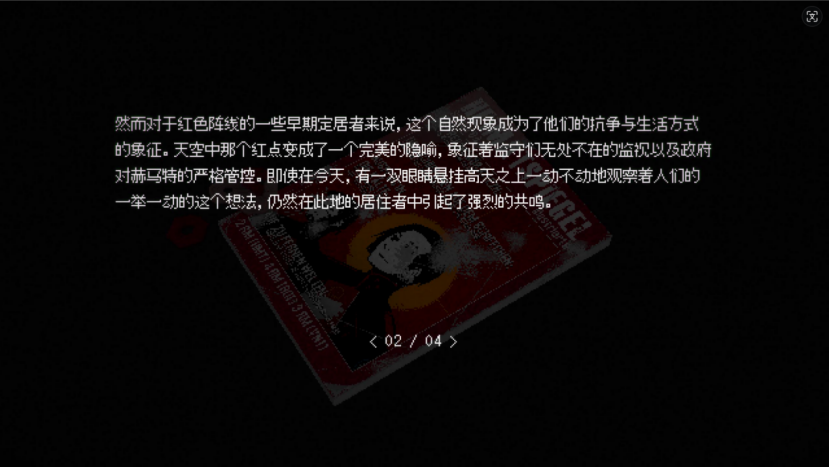 然而对于红色阵线的一些早期定居者来说，这个自然现象成为了他们的抗争与生活方式
的象征。天空中那个红点变成了一个完美的隐喻，象征着监守们无处不在的监视以及政府
对赫马特的严格管控。即使在今天，有一双眼睛悬挂高天之上一动不动地观察着人们的
一举一动的这个想法，仍然在此地的居住者中引起了强烈的共鸣。
< 02 / 04 >